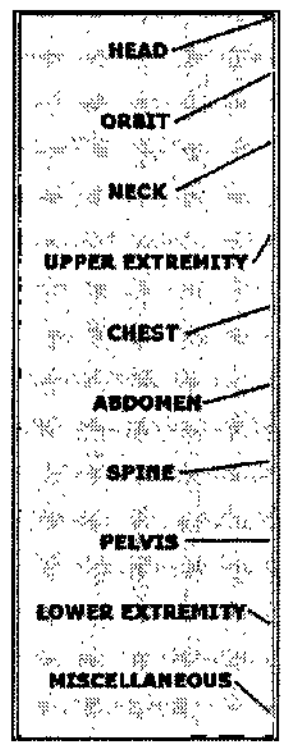 HEAD
ORBIT
NECK
UPPER EXTREMITY
CHEST
ABDOMEN
SPINE
PELVIS
LOWER EXTREMITY
MISCELLANEOUS